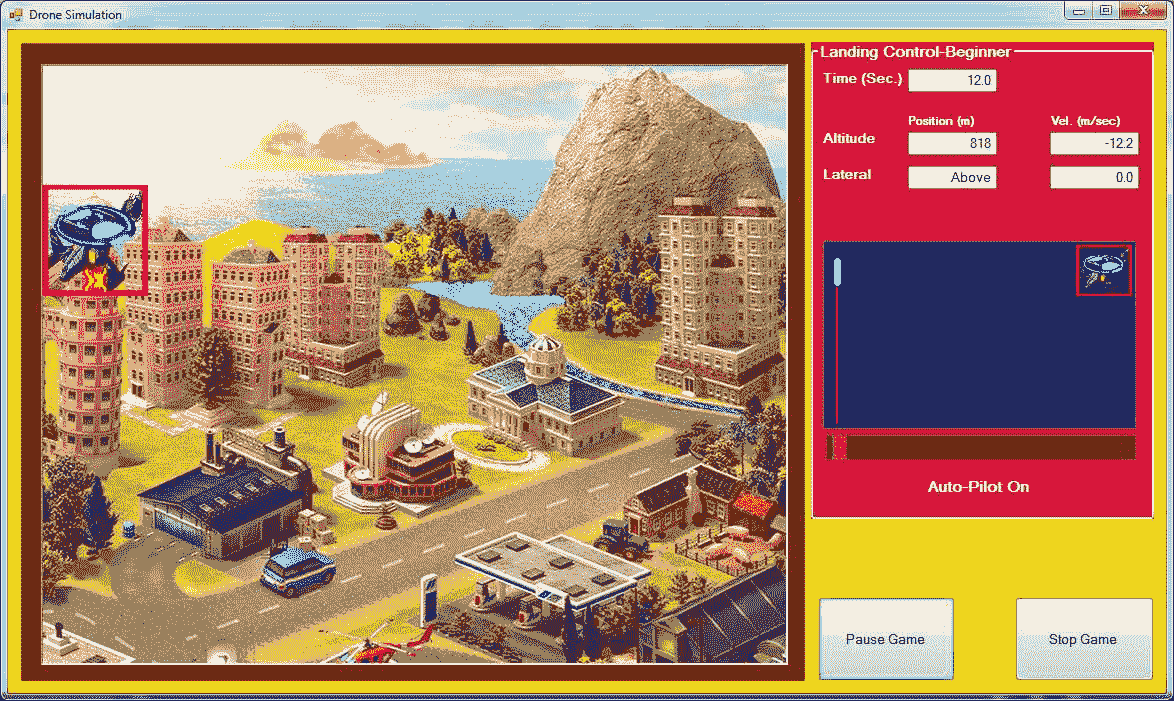 Drone Simulation
Landing Control-Beginner
Time (Sec.) 12.0
Position (m) Vel. (m/sec)
Altitude 818 -12.2
Lateral Above 0.0
Auto-Pilot On
Pause Game Stop Game